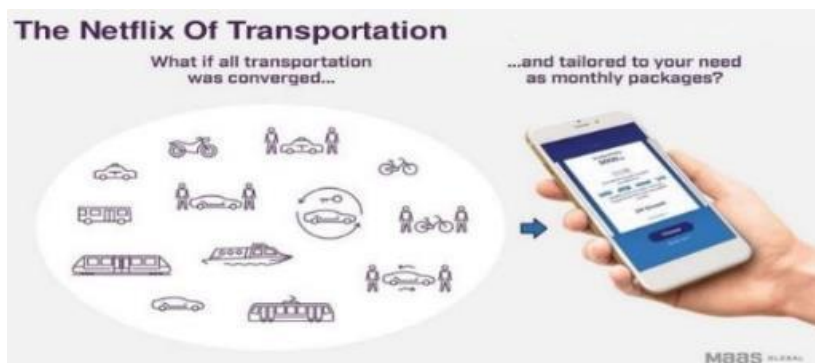 The Netflix Of Transportation
What if all transportation
was converged...
...and tailored to your need
as monthly packages?
MaaS GLOBAL